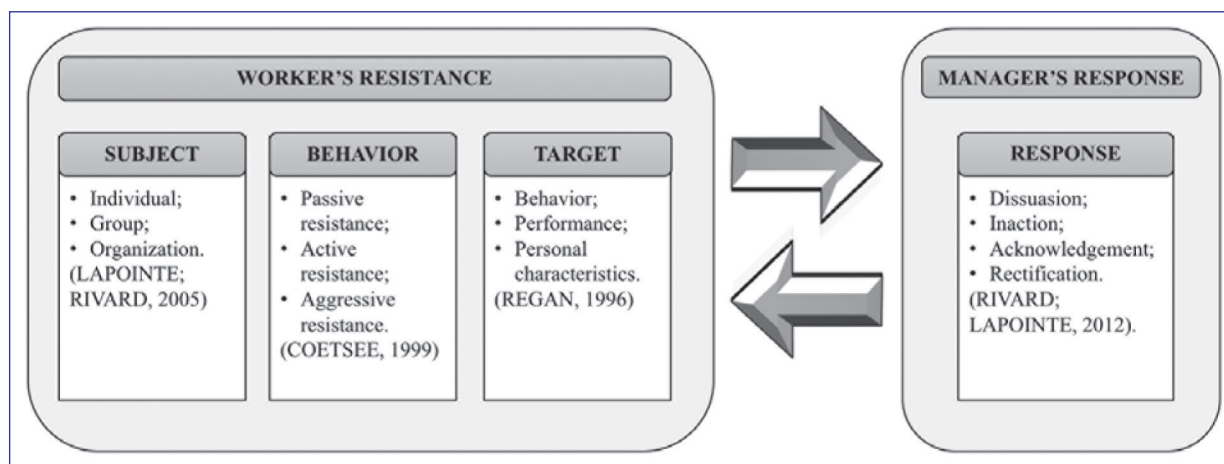 WORKER'S RESISTANCE
SUBJECT
• Individual;
• Group;
• Organization.
(LAPOINTE;
RIVARD, 2005)
BEHAVIOR
• Passive
resistance;
• Active
resistance;
• Aggressive
resistance.
(COETSEE, 1999)
TARGET
• Behavior;
• Performance;
• Personal
characteristics.
(REGAN, 1996)
MANAGER'S RESPONSE
RESPONSE
• Dissuasion;
• Inaction;
• Acknowledgement;
• Rectification.
(RIVARD;
LAPOINTE, 2012).